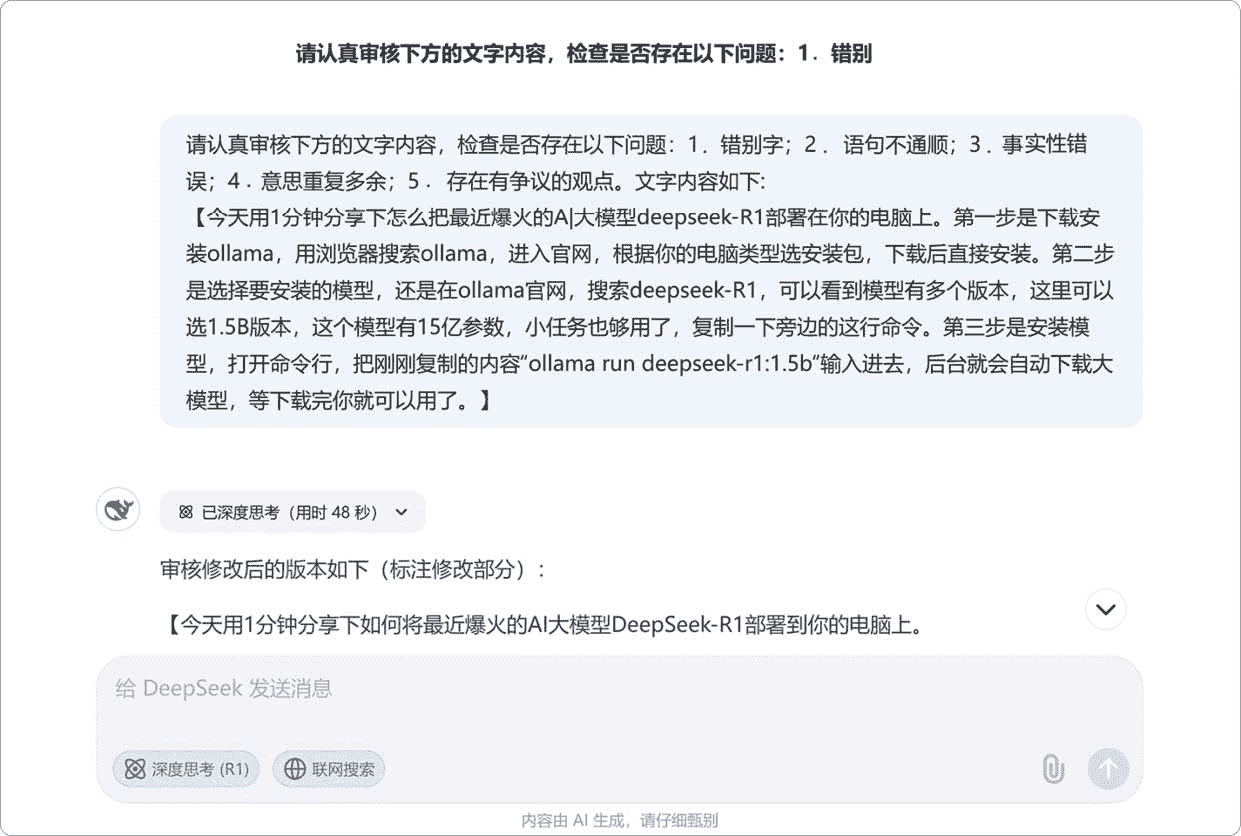 请认真审核下方的文字内容，检查是否存在以下问题：1．错别
请认真审核下方的文字内容，检查是否存在以下问题：1．错别字；2．语句不通顺；3．事实性错
误；4．意思重复多余；5．存在有争议的观点。文字内容如下:
【今天用1分钟分享下怎么把最近爆火的A|大模型deepseek-R1部署在你的电脑上。第一步是下载安
装ollama，用浏览器搜索ollama，进入官网，根据你的电脑类型选安装包，下载后直接安装。第二步
是选择要安装的模型，还是在ollama官网，搜索deepseek-R1，可以看到模型有多个版本，这里可以
选1.5B版本，这个模型有15亿参数，小任务也够用了，复制一下旁边的这行命令。第三步是安装模
型，打开命令行，把刚刚复制的内容“ollama run deepseek-r1:1.5b”输入进去，后台就会自动下载大
模型，等下载完你就可以用了。】
已深度思考（用时 48 秒）
审核修改后的版本如下（标注修改部分）：
【今天用1分钟分享下如何将最近爆火的AI大模型DeepSeek-R1部署到你的电脑上。
给 DeepSeek 发送消息
深度思考 (R1) 联网搜索
内容由 AI 生成，请仔细甄别